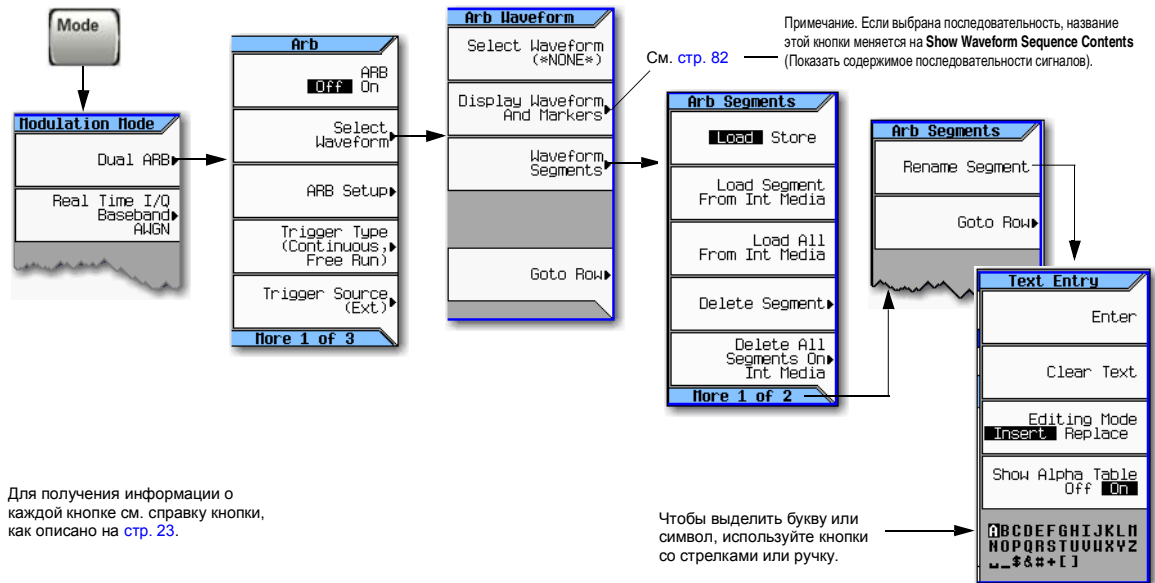 Mode
Modulation Mode
Dual ARB
Real Time I/Q
Baseband
AWGN
Arb
ARB
Off On
Select
Waveform
ARB Setup
Trigger Type
(Continuous,
Free Run)
Trigger Source
(Ext)
More 1 of 3
Arb Waveform
Select Waveform
(*NONE*)
Display Waveform
And Markers
Waveform
Segments
Goto Row
См. стр. 82
Примечание. Если выбрана последовательность, название
этой кнопки меняется на Show Waveform Sequence Contents
(Показать содержимое последовательности сигналов).
Arb Segments
Load Store
Load Segment
From Int Media
Load All
From Int Media
Delete Segment
Delete All
Segments On
Int Media
More 1 of 2
Arb Segments
Rename Segment
Goto Row
Text Entry
Enter
Clear Text
Editing Mode
Insert Replace
Show Alpha Table
Off On
ABCDEFGHIJKLM
NOPQRSTUVWXYZ
␣_$&#+[]
Для получения информации о
каждой кнопке см. справку кнопки,
как описано на стр. 23.
Чтобы выделить букву или
символ, используйте кнопки
со стрелками или ручку.